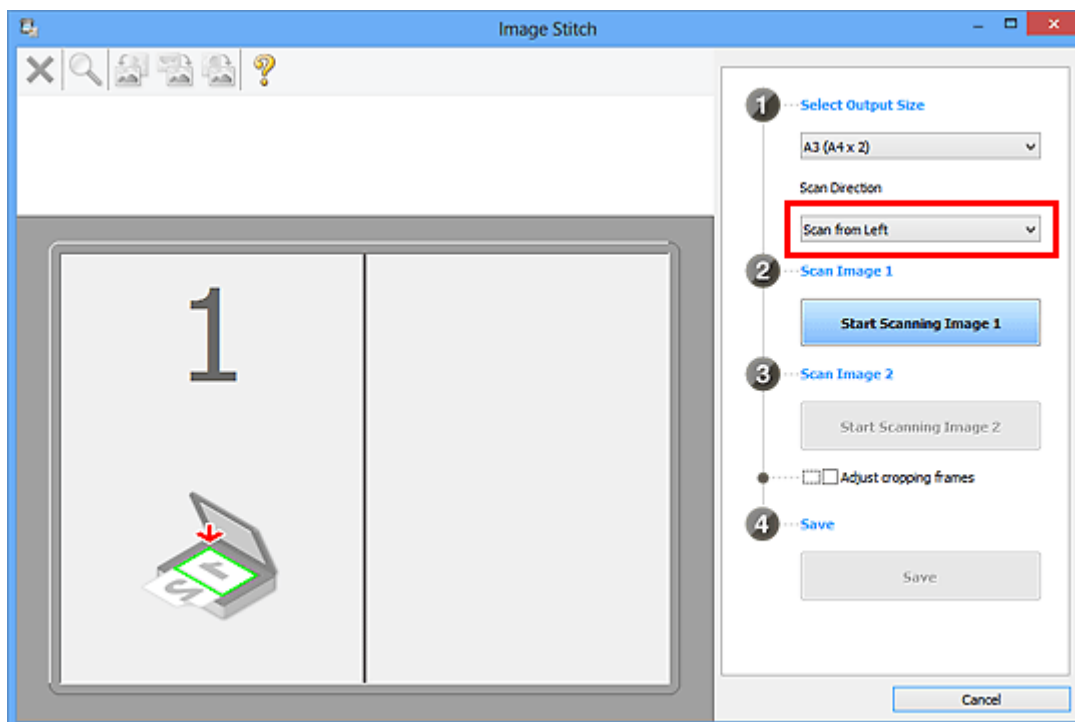 Image Stitch
1 Select Output Size
A3 (A4 x 2)
Scan Direction
Scan from Left
2 Scan Image 1
Start Scanning Image 1
3 Scan Image 2
Start Scanning Image 2
Adjust cropping frames
4 Save
Save
Cancel
1
1
2